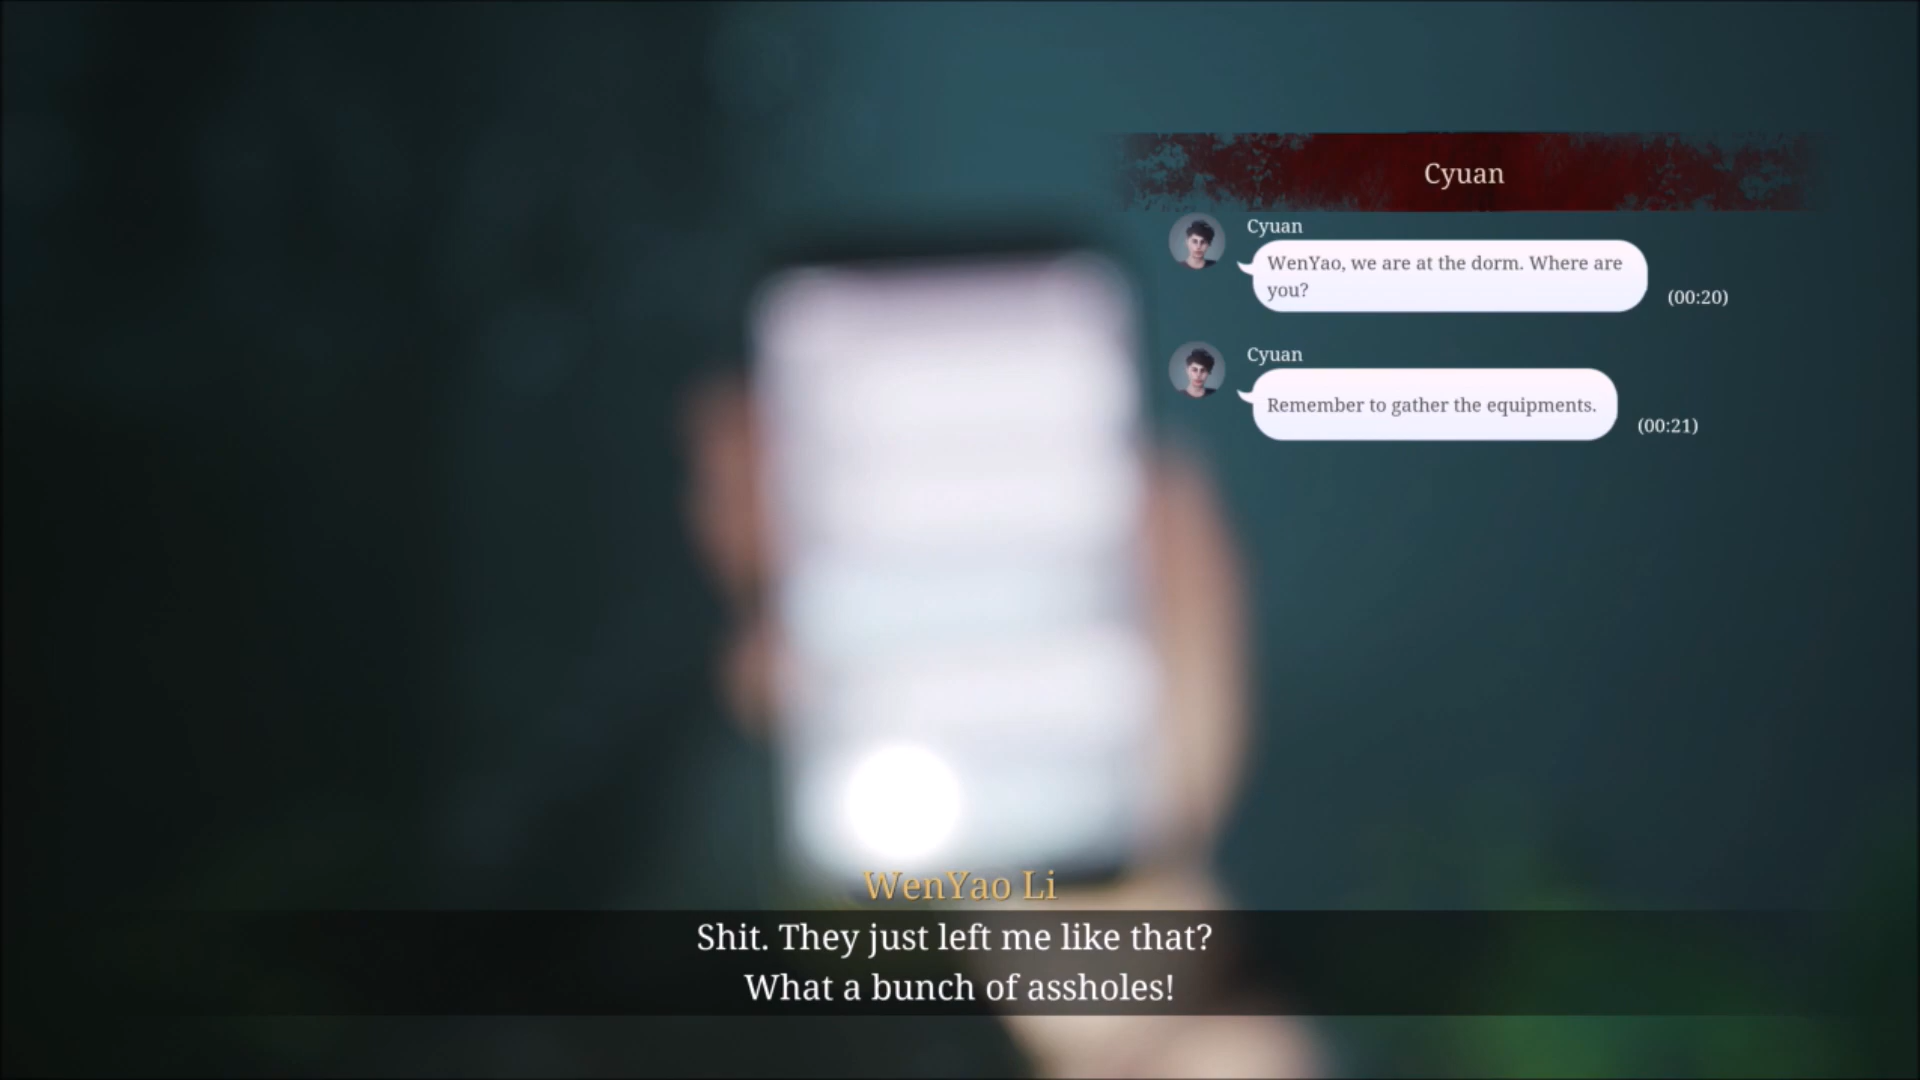 Cyuan
Cyuan
WenYao, we are at the dorm. Where are
you?
(00:20)
Cyuan
Remember to gather the equipments.
(00:21)
WenYao Li
Shit. They just left me like that?
What a bunch of assholes!